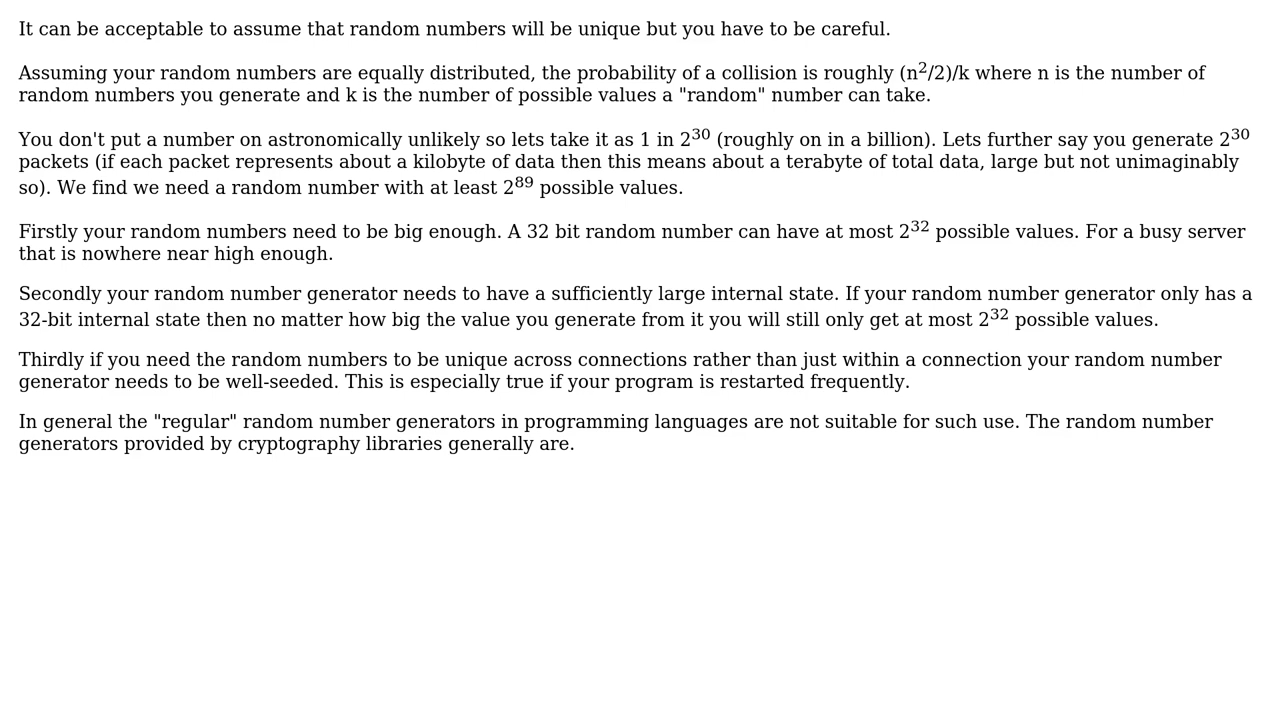 It can be acceptable to assume that random numbers will be unique but you have to be careful.
Assuming your random numbers are equally distributed, the probability of a collision is roughly (n²/2)/k where n is the number of
random numbers you generate and k is the number of possible values a "random" number can take.
You don't put a number on astronomically unlikely so lets take it as 1 in 2³⁰ (roughly on in a billion). Lets further say you generate 2³⁰
packets (if each packet represents about a kilobyte of data then this means about a terabyte of total data, large but not unimaginably
so). We find we need a random number with at least 2⁸⁹ possible values.
Firstly your random numbers need to be big enough. A 32 bit random number can have at most 2³² possible values. For a busy server
that is nowhere near high enough.
Secondly your random number generator needs to have a sufficiently large internal state. If your random number generator only has a
32-bit internal state then no matter how big the value you generate from it you will still only get at most 2³² possible values.
Thirdly if you need the random numbers to be unique across connections rather than just within a connection your random number
generator needs to be well-seeded. This is especially true if your program is restarted frequently.
In general the "regular" random number generators in programming languages are not suitable for such use. The random number
generators provided by cryptography libraries generally are.